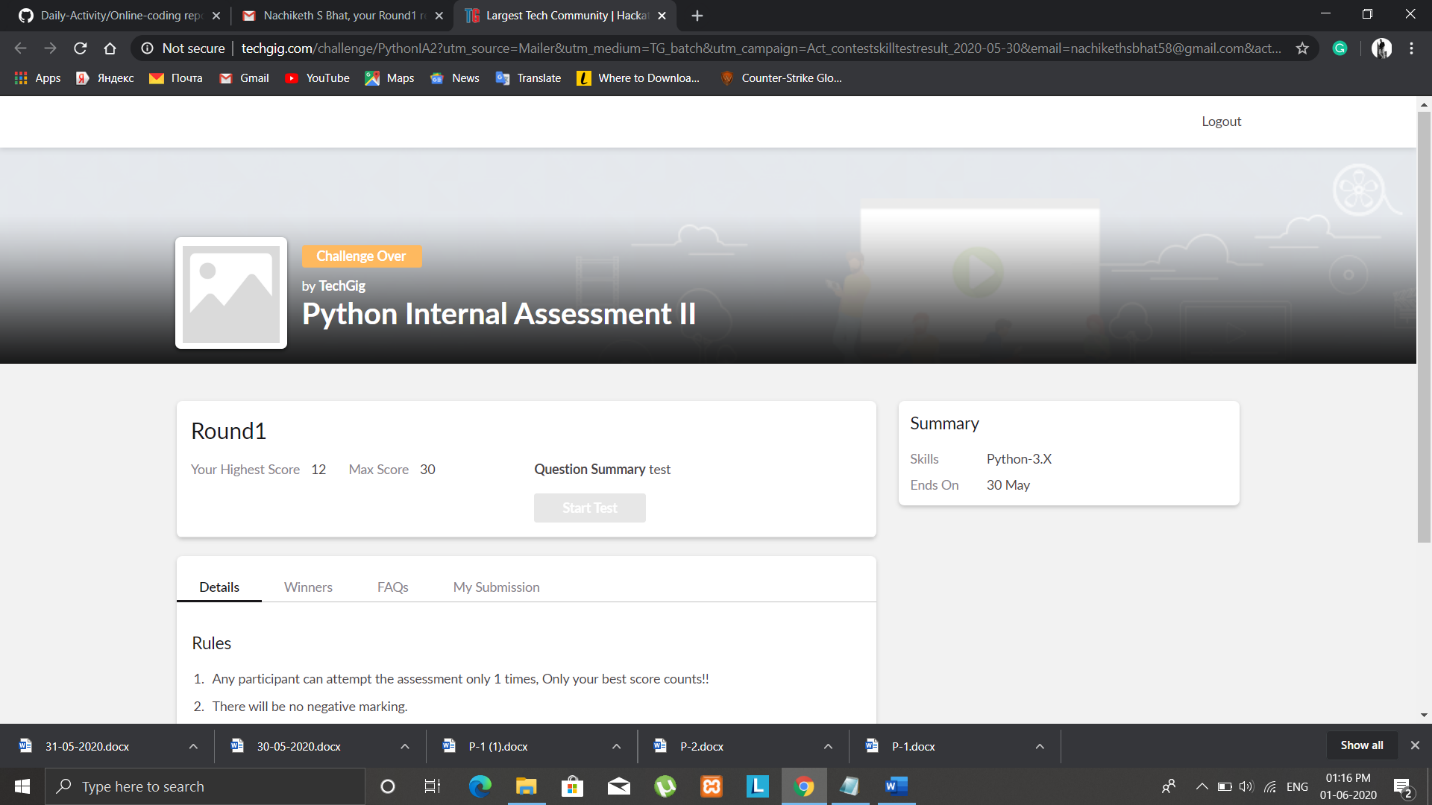 Daily-Activity/Online-coding repo
Nachiketh S Bhat, your Round1 r
Largest Tech Community | Hackat
Not secure techgig.com/challenge/PythonIA2?utm_source=Mailer&utm_medium=TG_batch&utm_campaign=Act_contestskilltestresult_2020-05-30&email=nachikethsbhat58@gmail.com&act...
Apps Яндекс Почта Gmail YouTube Maps News Translate Where to Downloa... Counter-Strike Glo...
Logout
Challenge Over
by TechGig
Python Internal Assessment II
Round1
Your Highest Score 12 Max Score 30
Question Summary test
Start Test
Summary
Skills Python-3.X
Ends On 30 May
Details Winners FAQs My Submission
Rules
1. Any participant can attempt the assessment only 1 times, Only your best score counts!!
2. There will be no negative marking.
31-05-2020.docx 30-05-2020.docx P-1 (1).docx P-2.docx P-1.docx Show all
Type here to search
ENG
01:16 PM
01-06-2020
2